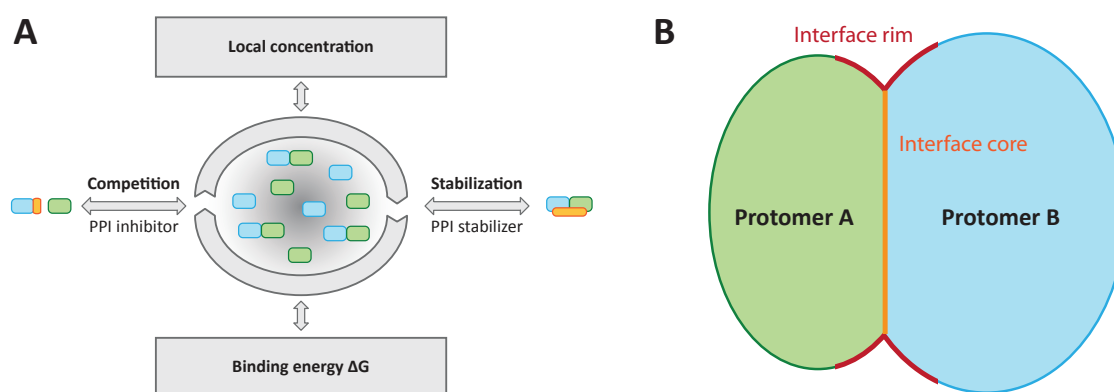 A
Local concentration
Competition
PPI inhibitor
Stabilization
PPI stabilizer
Binding energy ΔG
B
Interface rim
Interface core
Protomer A
Protomer B